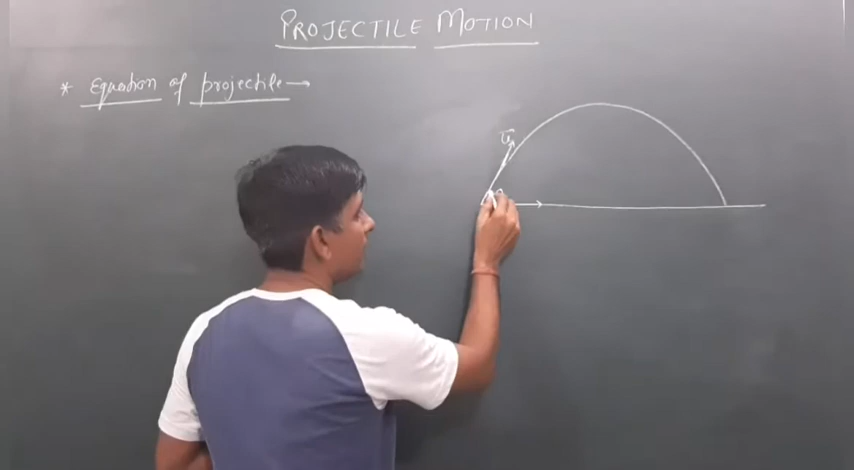 PROJECTILE MOTION
* Equation of projectile →
u